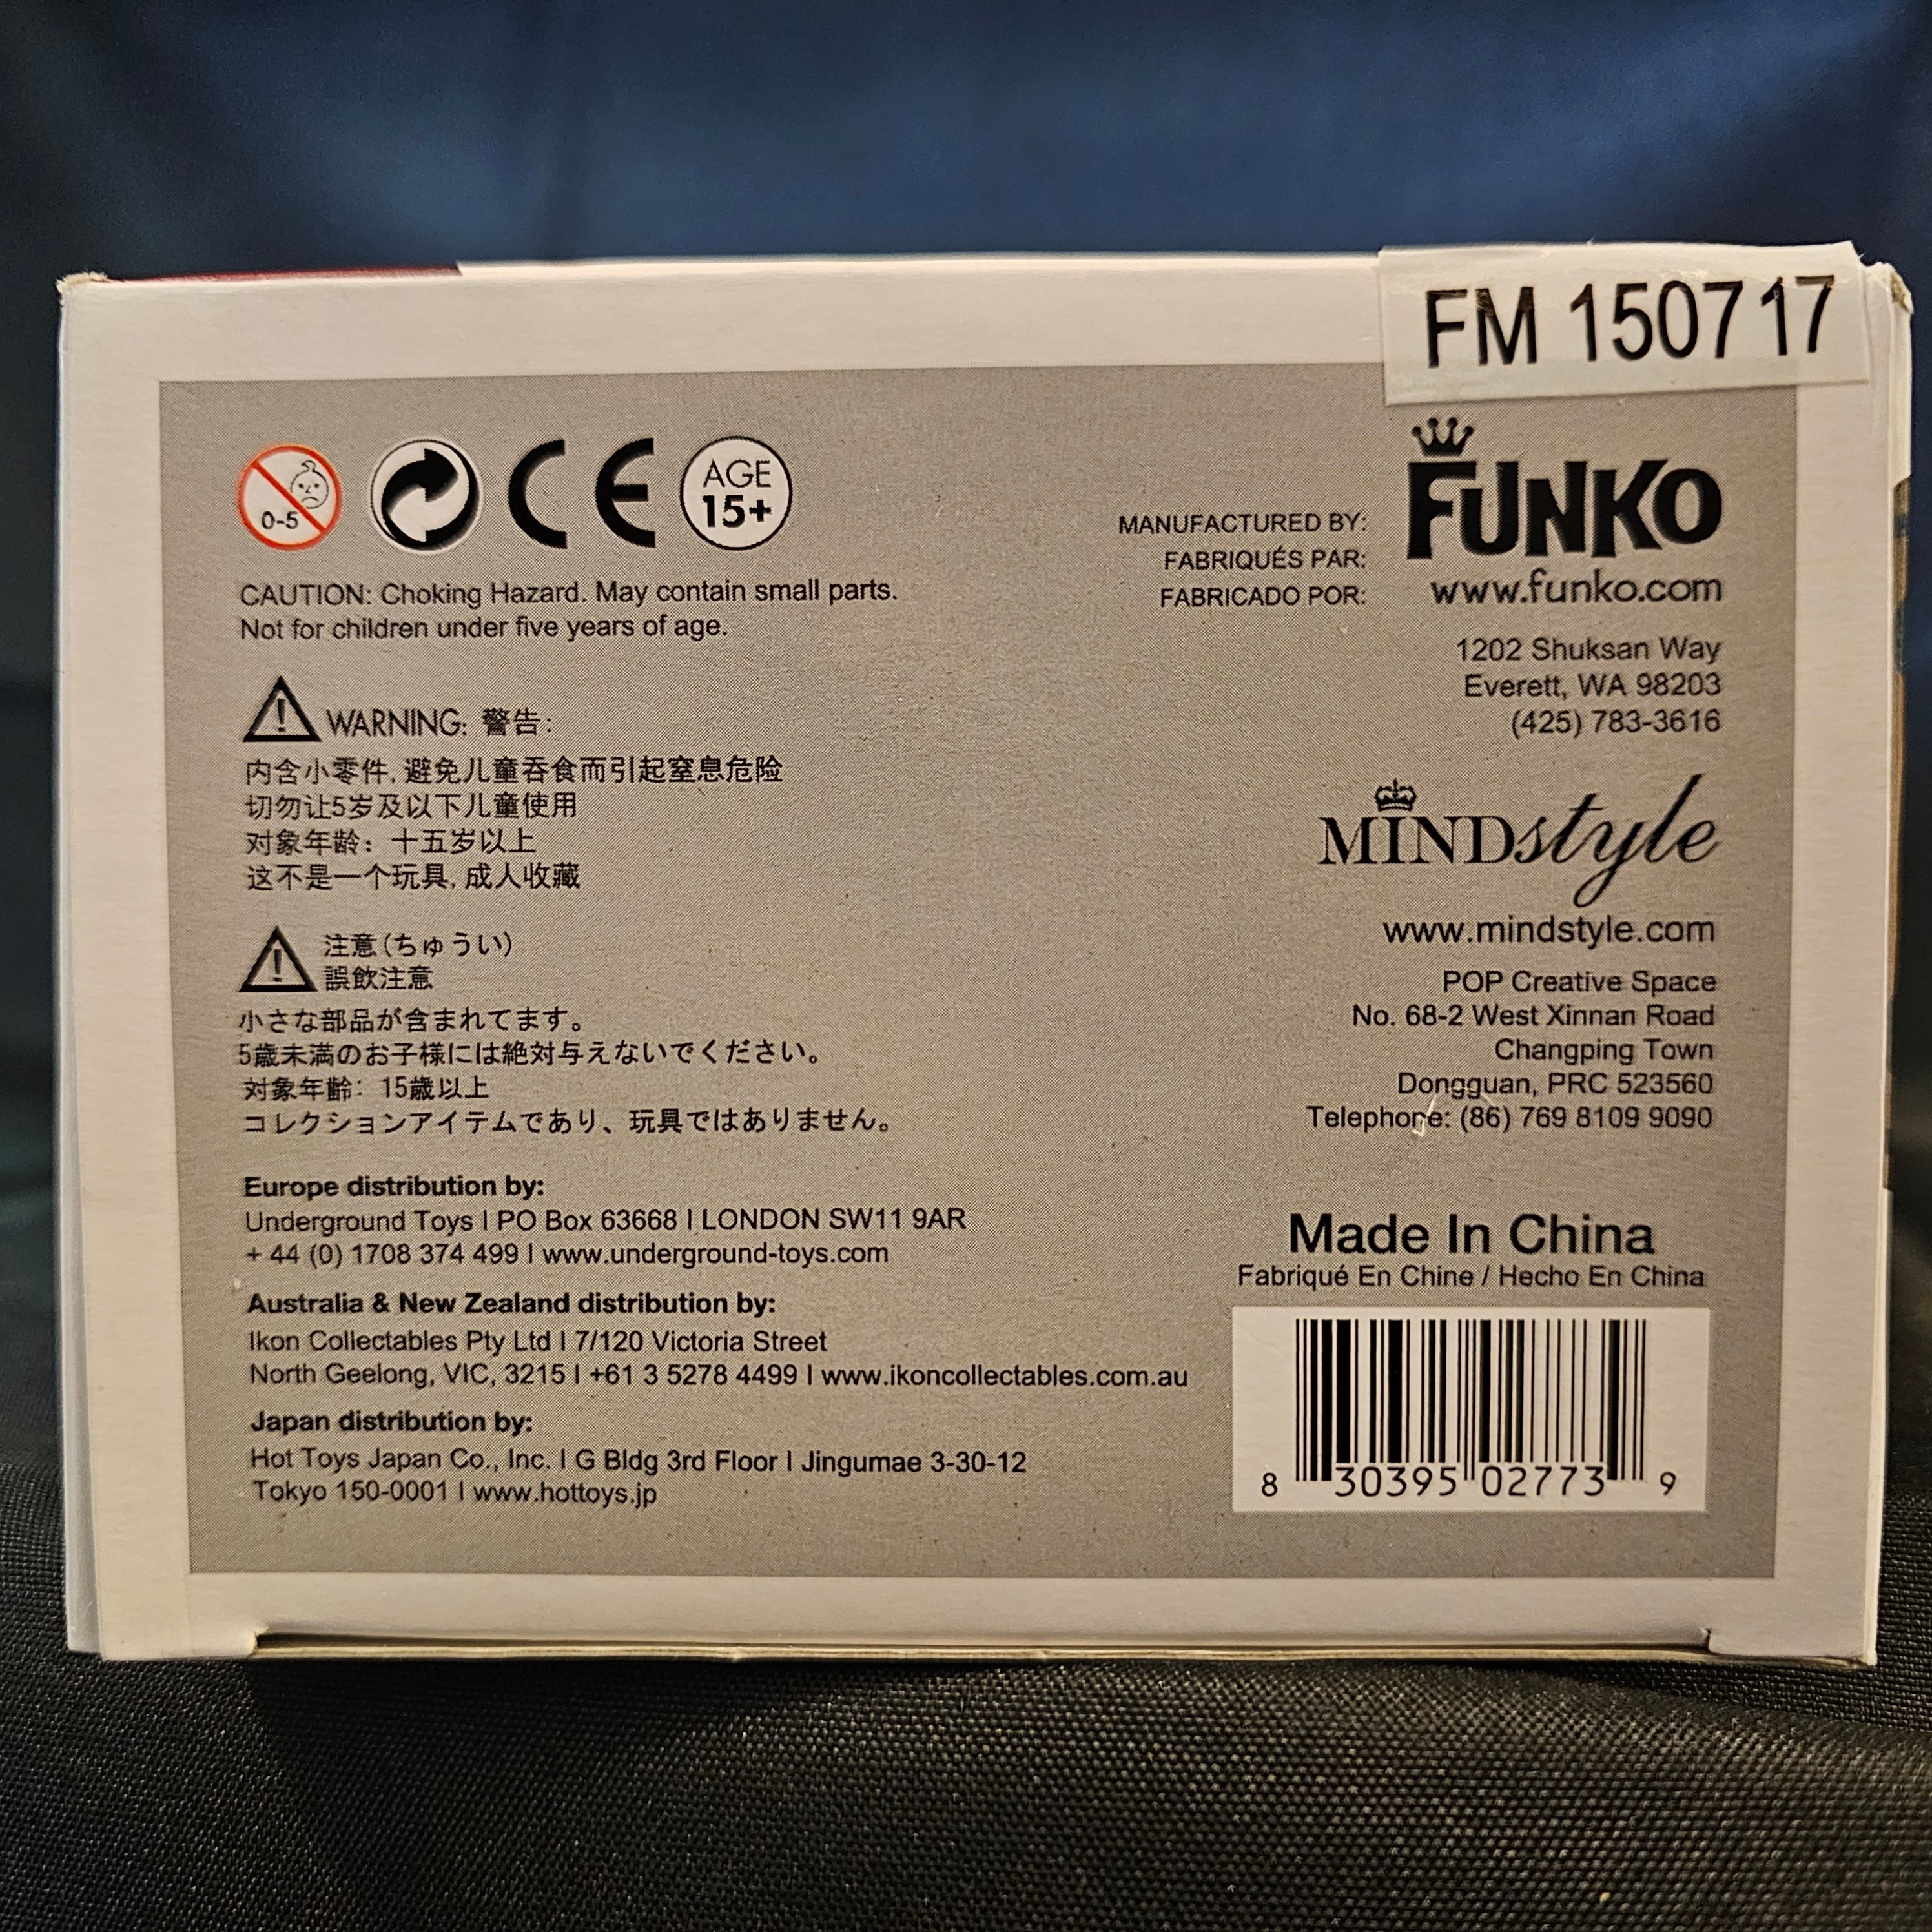 FM 150717
0-5
CE
AGE
15+
CAUTION: Choking Hazard. May contain small parts.
Not for children under five years of age.
WARNING: 警告:
内含小零件, 避免儿童吞食而引起窒息危险
切勿让5岁及以下儿童使用
对象年龄: 十五岁以上
这不是一个玩具, 成人收藏
注意(ちゅうい)
誤飲注意
小さな部品が含まれてます。
5歳未満のお子様には絶対与えないでください。
対象年齢: 15歳以上
コレクションアイテムであり、玩具ではありません。
Europe distribution by:
Underground Toys | PO Box 63668 | LONDON SW11 9AR
+ 44 (0) 1708 374 499 | www.underground-toys.com
Australia & New Zealand distribution by:
Ikon Collectables Pty Ltd | 7/120 Victoria Street
North Geelong, VIC, 3215 | +61 3 5278 4499 | www.ikoncollectables.com.au
Japan distribution by:
Hot Toys Japan Co., Inc. | G Bldg 3rd Floor | Jingumae 3-30-12
Tokyo 150-0001 | www.hottoys.jp
MANUFACTURED BY:
FABRIQUÉS PAR:
FABRICADO POR:
FUNKO
www.funko.com
1202 Shuksan Way
Everett, WA 98203
(425) 783-3616
MINDstyle
www.mindstyle.com
POP Creative Space
No. 68-2 West Xinnan Road
Changping Town
Dongguan, PRC 523560
Telephone: (86) 769 8109 9090
Made In China
Fabriqué En Chine / Hecho En China
8 30395 02773 9